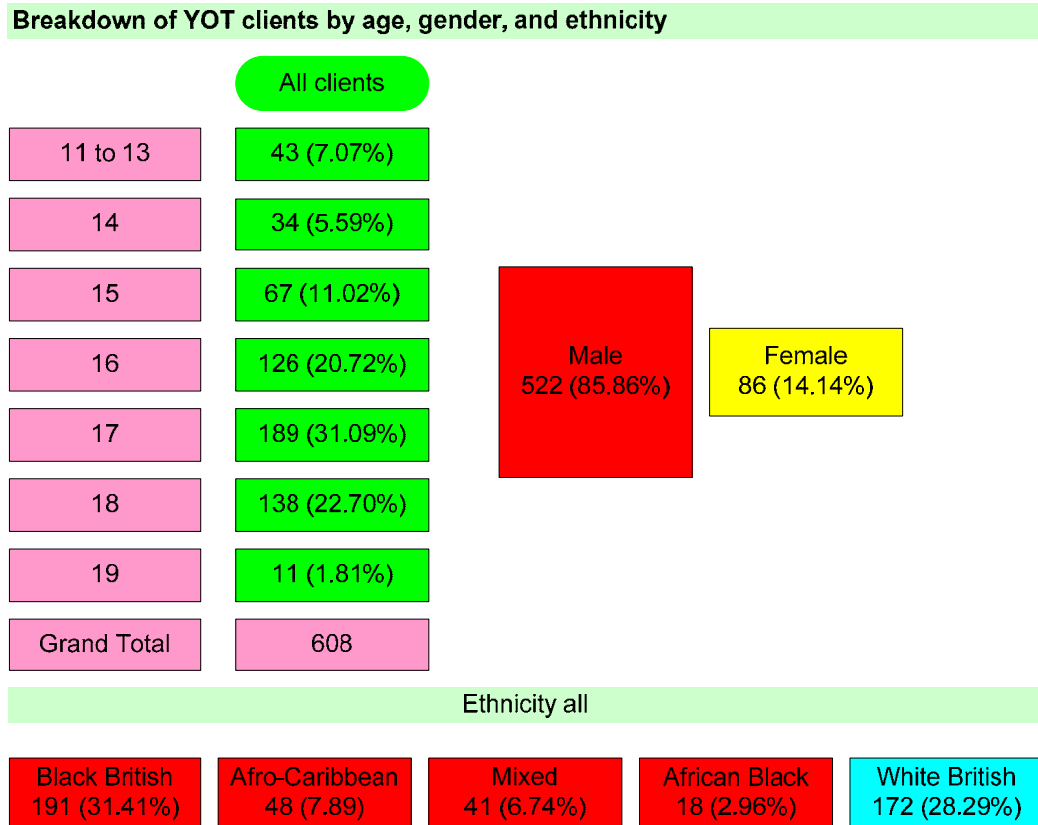 Breakdown of YOT clients by age, gender, and ethnicity
All clients
11 to 13
43 (7.07%)
14
34 (5.59%)
15
67 (11.02%)
16
126 (20.72%)
17
189 (31.09%)
18
138 (22.70%)
19
11 (1.81%)
Grand Total
608
Male
522 (85.86%)
Female
86 (14.14%)
Ethnicity all
Black British
191 (31.41%)
Afro-Caribbean
48 (7.89)
Mixed
41 (6.74%)
African Black
18 (2.96%)
White British
172 (28.29%)